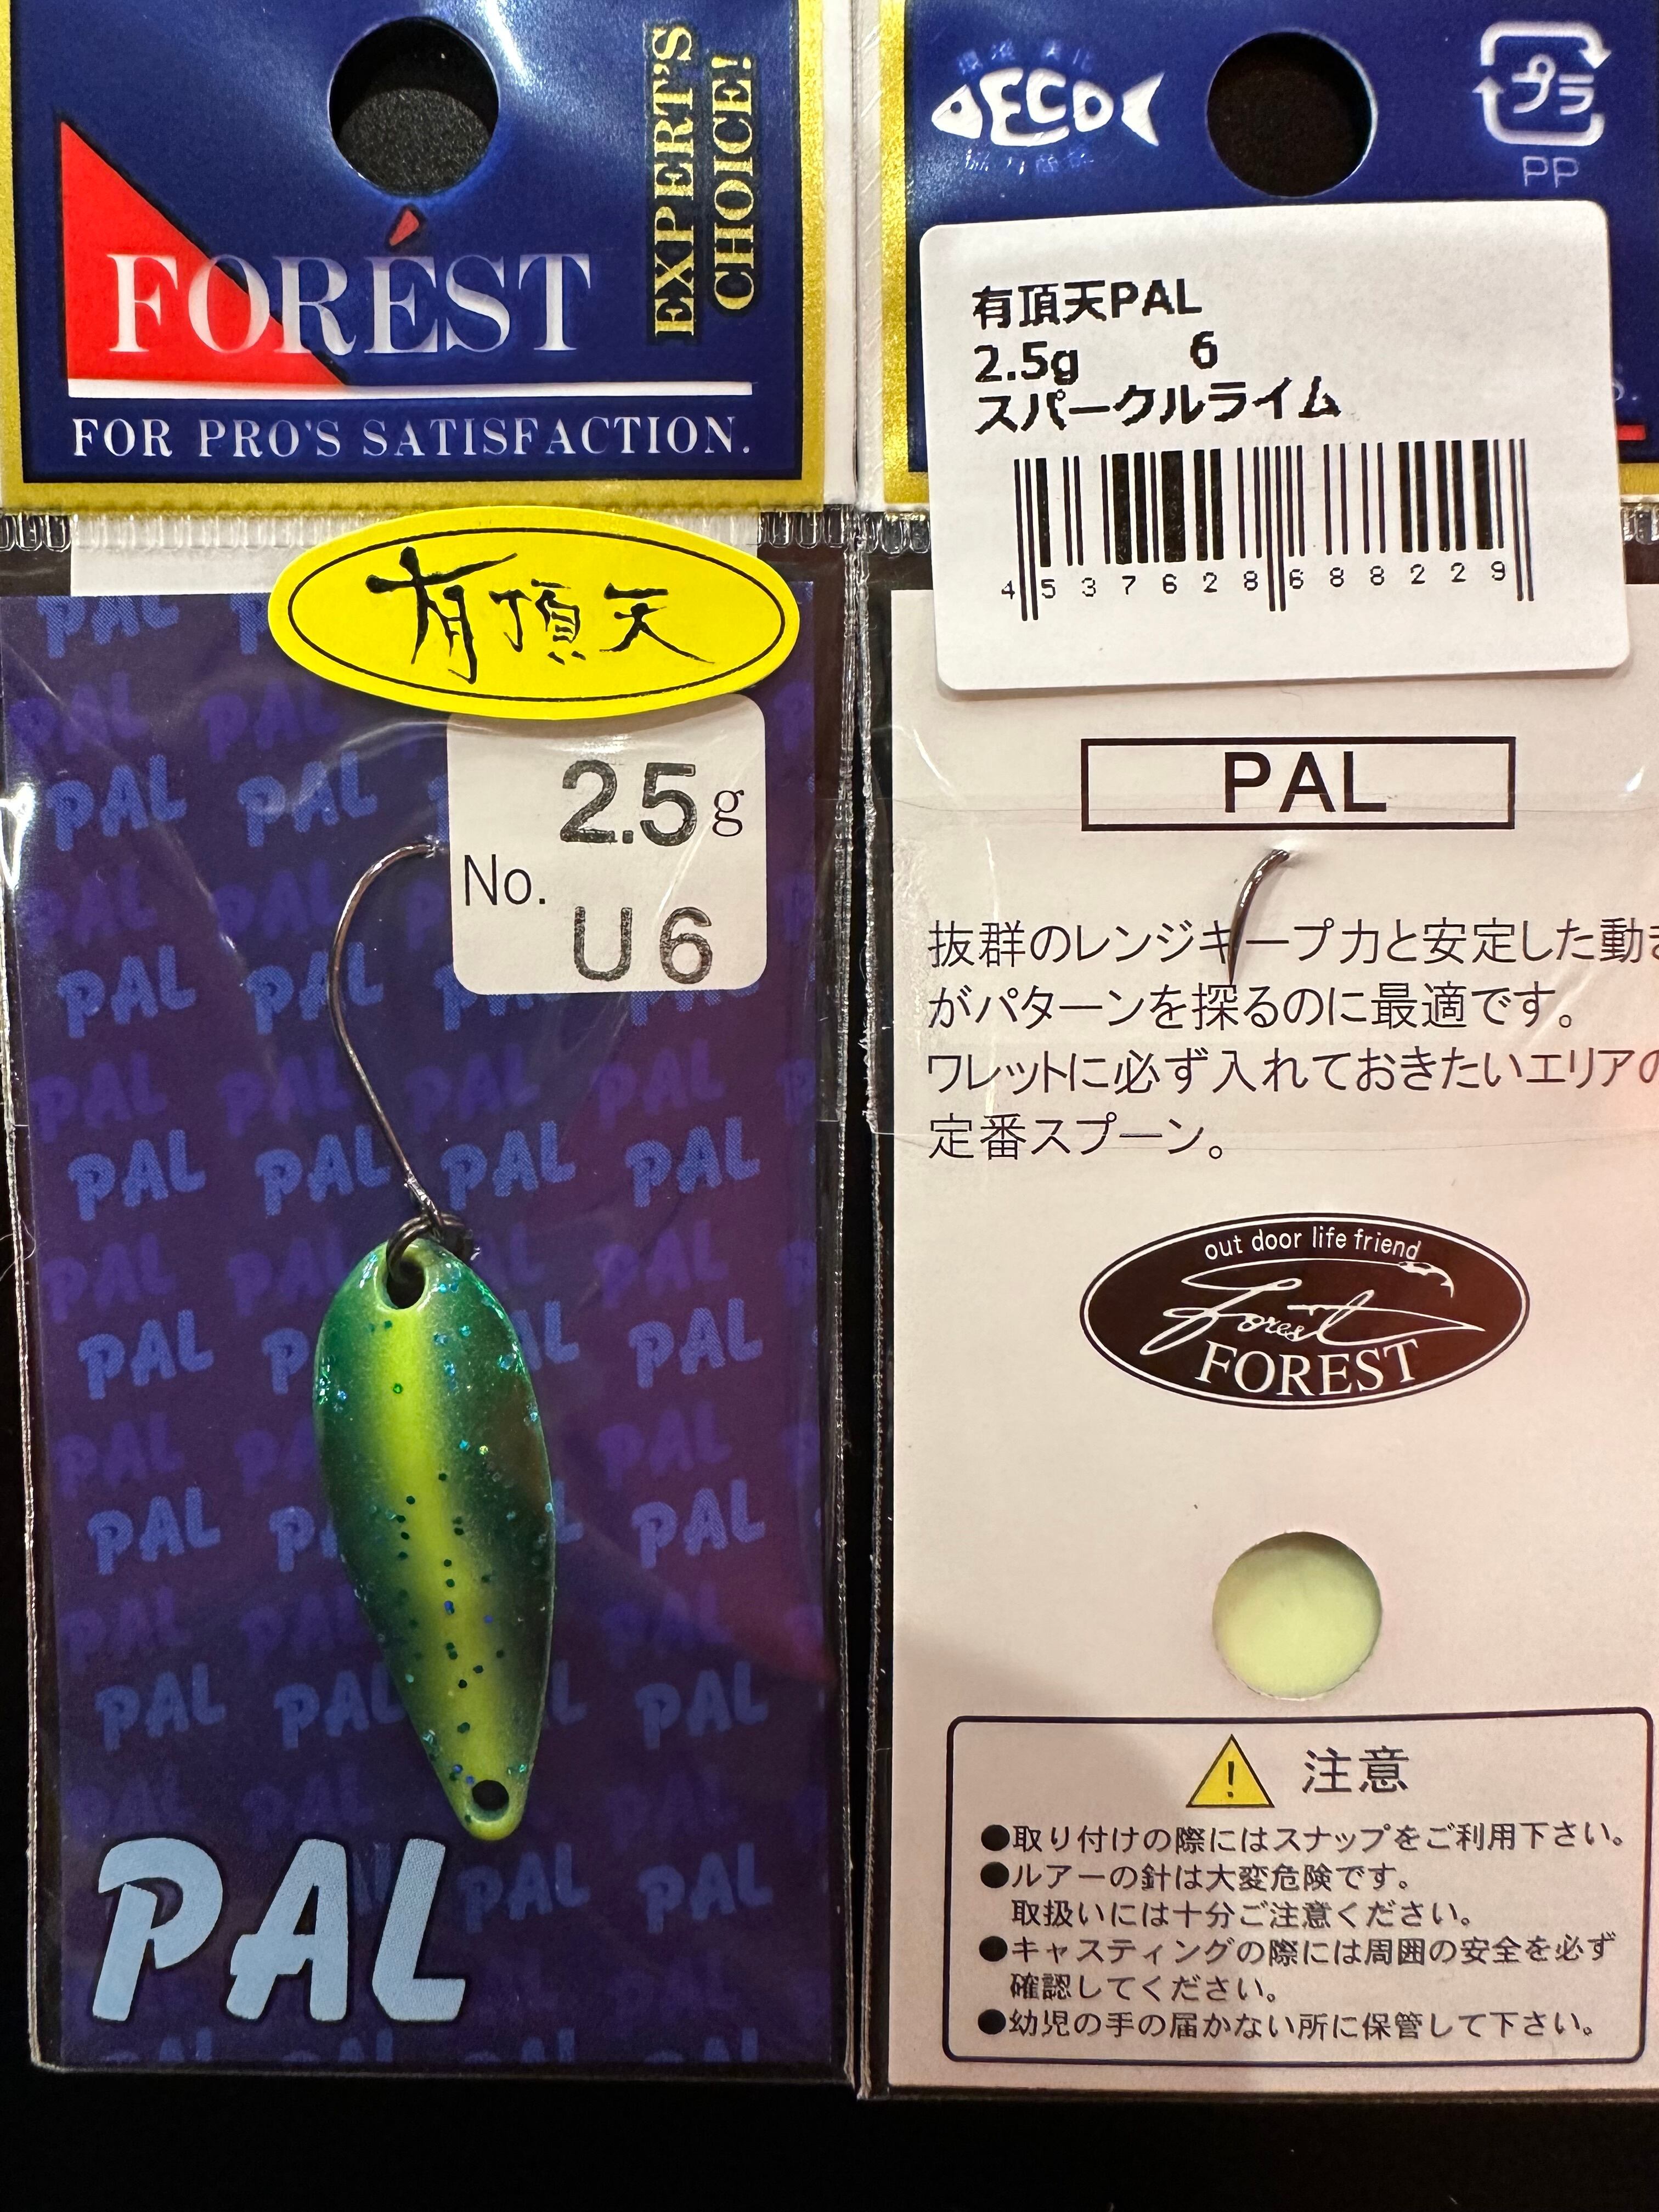 EXPERT'S
CHOICE!
FORÉST
FOR PRO'S SATISFACTION.
有頂天
2.5g
No.
U6
PAL
ECO
プラ
PP
有頂天PAL
2.5g 6
スパークルライム
4 537628 688229
PAL
抜群のレンジキープ力と安定した動き
がパターンを探るのに最適です。
ワレットに必ず入れておきたいエリアの
定番スプーン。
out door life friend
Forest
FOREST
注意
●取り付けの際にはスナップをご利用下さい。
●ルアーの針は大変危険です。
取扱いには十分ご注意ください。
●キャスティングの際には周囲の安全を必ず
確認してください。
●幼児の手の届かない所に保管して下さい。